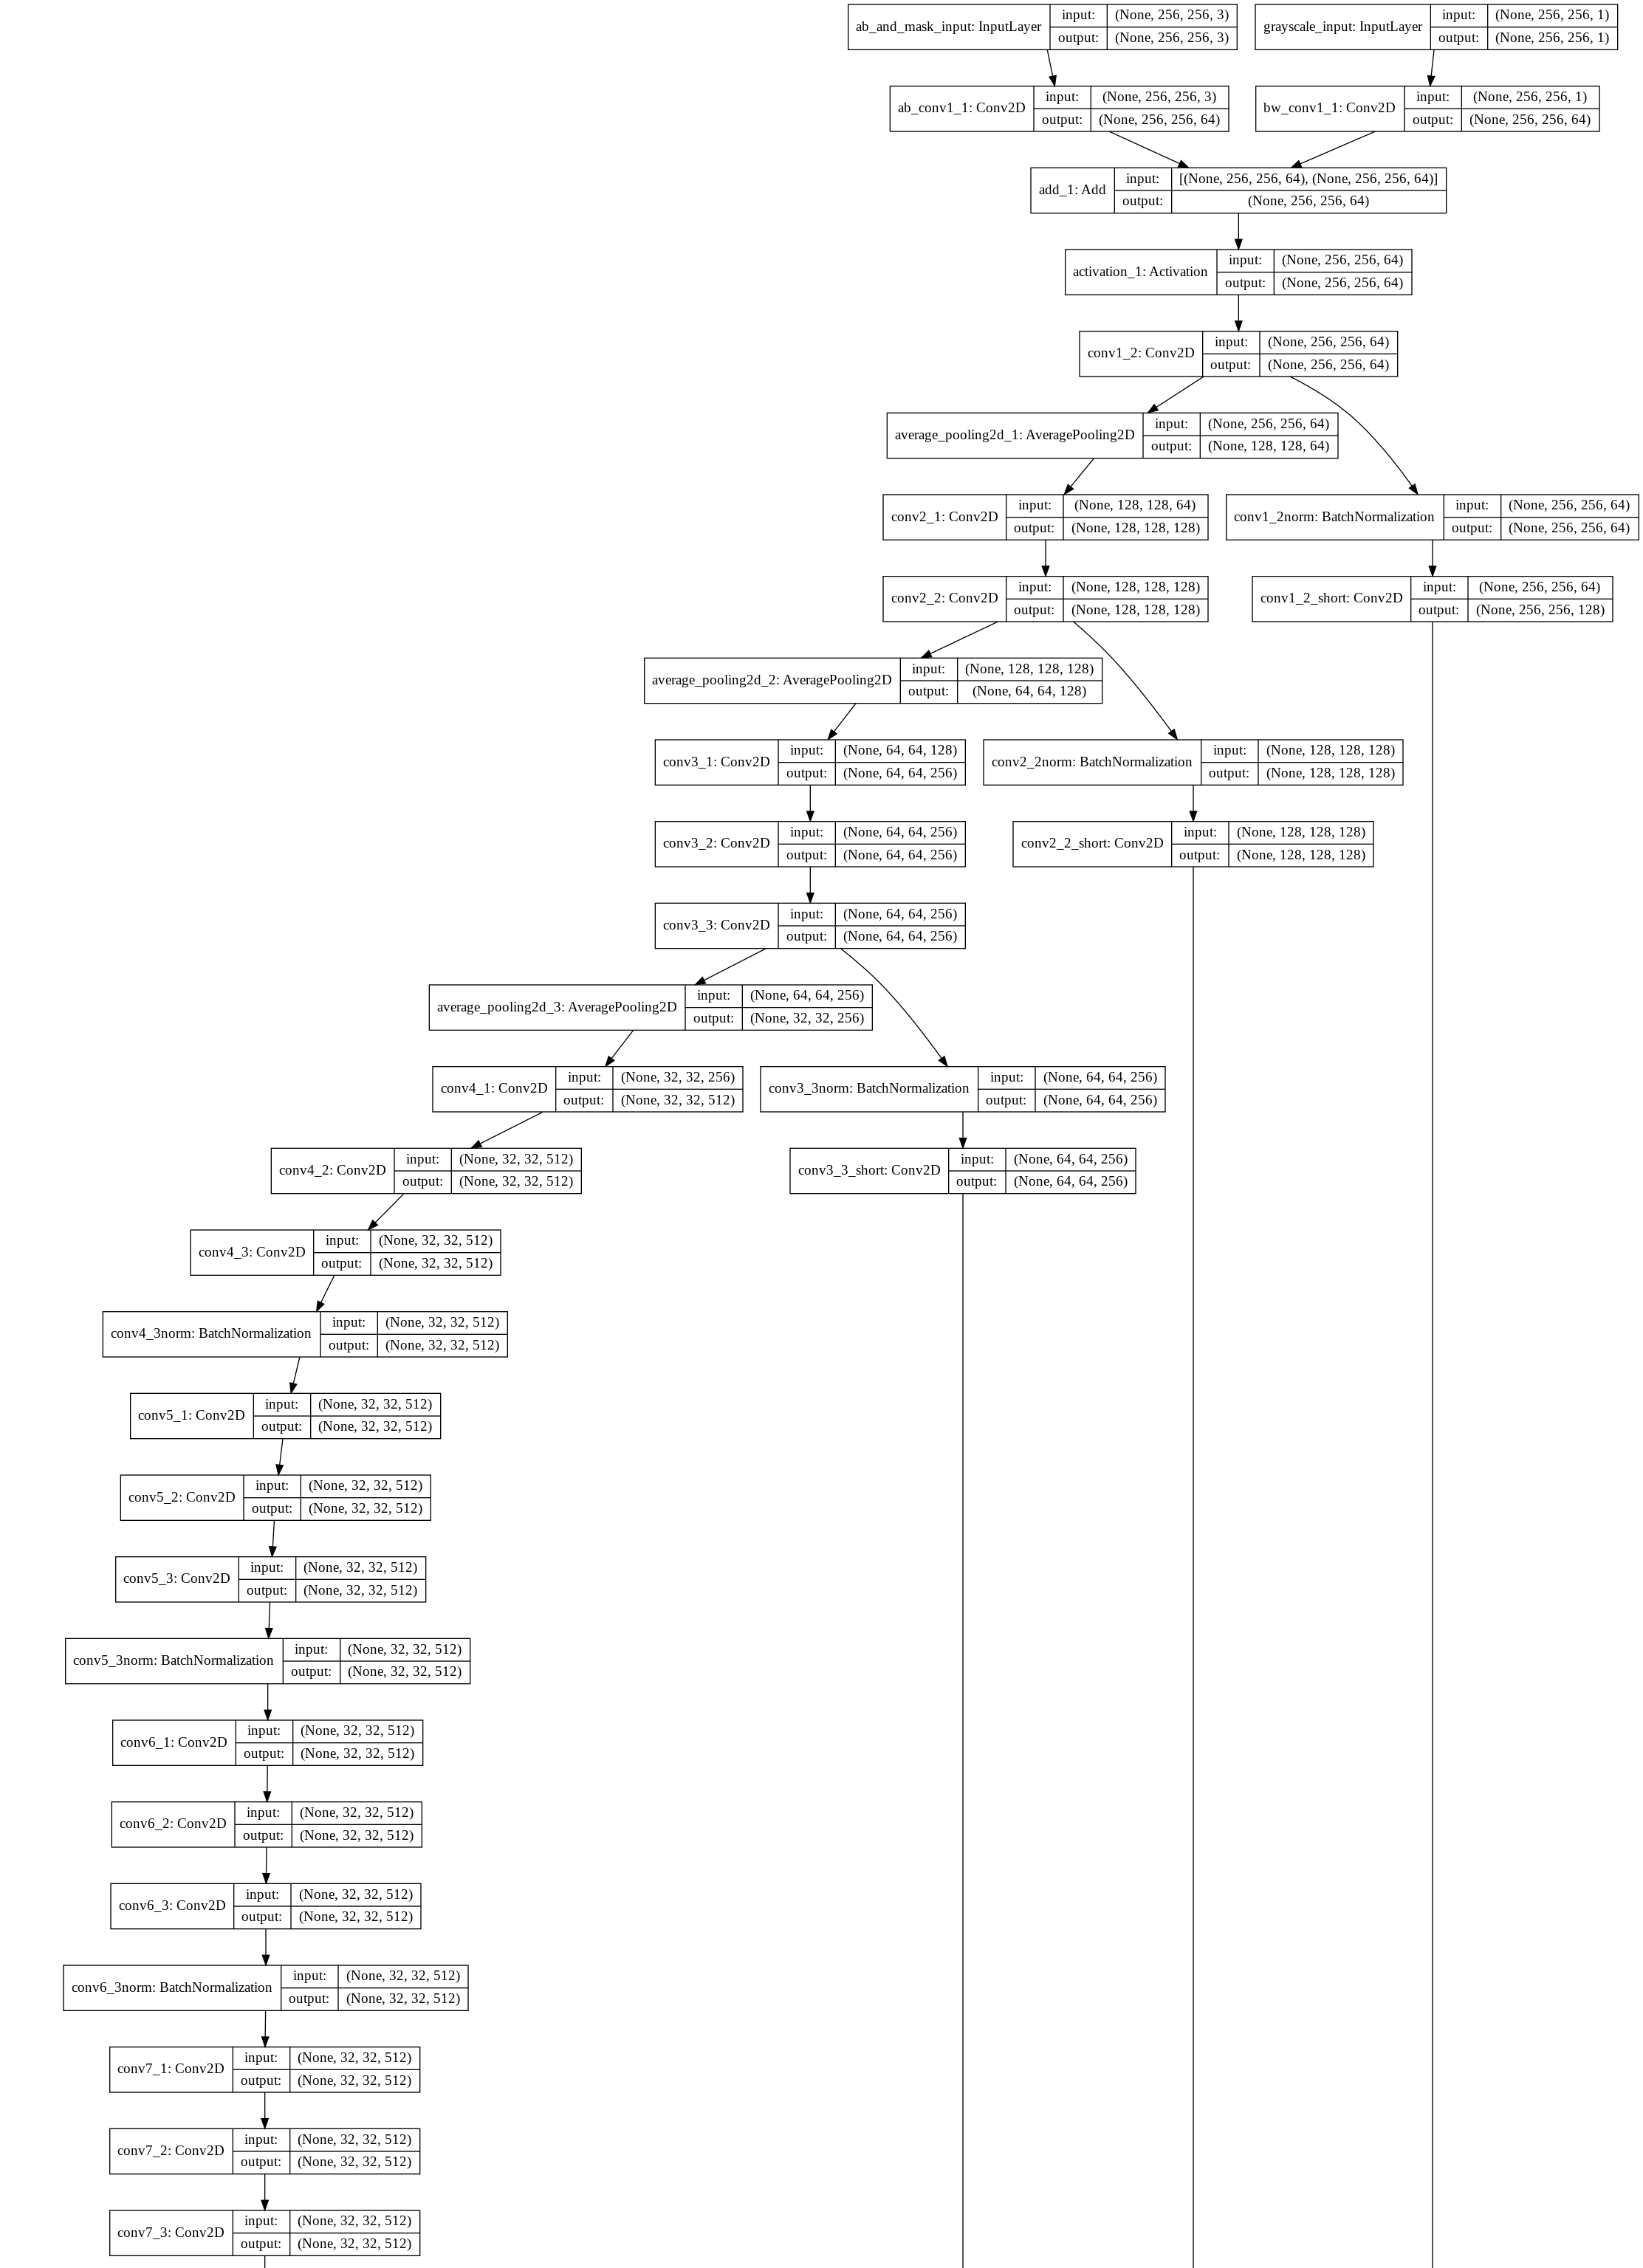 ab_and_mask_input: InputLayer
input:
(None, 256, 256, 3)
output:
(None, 256, 256, 3)
grayscale_input: InputLayer
input:
(None, 256, 256, 1)
output:
(None, 256, 256, 1)
ab_conv1_1: Conv2D
input:
(None, 256, 256, 3)
output:
(None, 256, 256, 64)
bw_conv1_1: Conv2D
input:
(None, 256, 256, 1)
output:
(None, 256, 256, 64)
add_1: Add
input:
[(None, 256, 256, 64), (None, 256, 256, 64)]
output:
(None, 256, 256, 64)
activation_1: Activation
input:
(None, 256, 256, 64)
output:
(None, 256, 256, 64)
conv1_2: Conv2D
input:
(None, 256, 256, 64)
output:
(None, 256, 256, 64)
average_pooling2d_1: AveragePooling2D
input:
(None, 256, 256, 64)
output:
(None, 128, 128, 64)
conv2_1: Conv2D
input:
(None, 128, 128, 64)
output:
(None, 128, 128, 128)
conv1_2norm: BatchNormalization
input:
(None, 256, 256, 64)
output:
(None, 256, 256, 64)
conv2_2: Conv2D
input:
(None, 128, 128, 128)
output:
(None, 128, 128, 128)
conv1_2_short: Conv2D
input:
(None, 256, 256, 64)
output:
(None, 256, 256, 128)
average_pooling2d_2: AveragePooling2D
input:
(None, 128, 128, 128)
output:
(None, 64, 64, 128)
conv3_1: Conv2D
input:
(None, 64, 64, 128)
output:
(None, 64, 64, 256)
conv2_2norm: BatchNormalization
input:
(None, 128, 128, 128)
output:
(None, 128, 128, 128)
conv3_2: Conv2D
input:
(None, 64, 64, 256)
output:
(None, 64, 64, 256)
conv2_2_short: Conv2D
input:
(None, 128, 128, 128)
output:
(None, 128, 128, 128)
conv3_3: Conv2D
input:
(None, 64, 64, 256)
output:
(None, 64, 64, 256)
average_pooling2d_3: AveragePooling2D
input:
(None, 64, 64, 256)
output:
(None, 32, 32, 256)
conv4_1: Conv2D
input:
(None, 32, 32, 256)
output:
(None, 32, 32, 512)
conv3_3norm: BatchNormalization
input:
(None, 64, 64, 256)
output:
(None, 64, 64, 256)
conv4_2: Conv2D
input:
(None, 32, 32, 512)
output:
(None, 32, 32, 512)
conv3_3_short: Conv2D
input:
(None, 64, 64, 256)
output:
(None, 64, 64, 256)
conv4_3: Conv2D
input:
(None, 32, 32, 512)
output:
(None, 32, 32, 512)
conv4_3norm: BatchNormalization
input:
(None, 32, 32, 512)
output:
(None, 32, 32, 512)
conv5_1: Conv2D
input:
(None, 32, 32, 512)
output:
(None, 32, 32, 512)
conv5_2: Conv2D
input:
(None, 32, 32, 512)
output:
(None, 32, 32, 512)
conv5_3: Conv2D
input:
(None, 32, 32, 512)
output:
(None, 32, 32, 512)
conv5_3norm: BatchNormalization
input:
(None, 32, 32, 512)
output:
(None, 32, 32, 512)
conv6_1: Conv2D
input:
(None, 32, 32, 512)
output:
(None, 32, 32, 512)
conv6_2: Conv2D
input:
(None, 32, 32, 512)
output:
(None, 32, 32, 512)
conv6_3: Conv2D
input:
(None, 32, 32, 512)
output:
(None, 32, 32, 512)
conv6_3norm: BatchNormalization
input:
(None, 32, 32, 512)
output:
(None, 32, 32, 512)
conv7_1: Conv2D
input:
(None, 32, 32, 512)
output:
(None, 32, 32, 512)
conv7_2: Conv2D
input:
(None, 32, 32, 512)
output:
(None, 32, 32, 512)
conv7_3: Conv2D
input:
(None, 32, 32, 512)
output:
(None, 32, 32, 512)